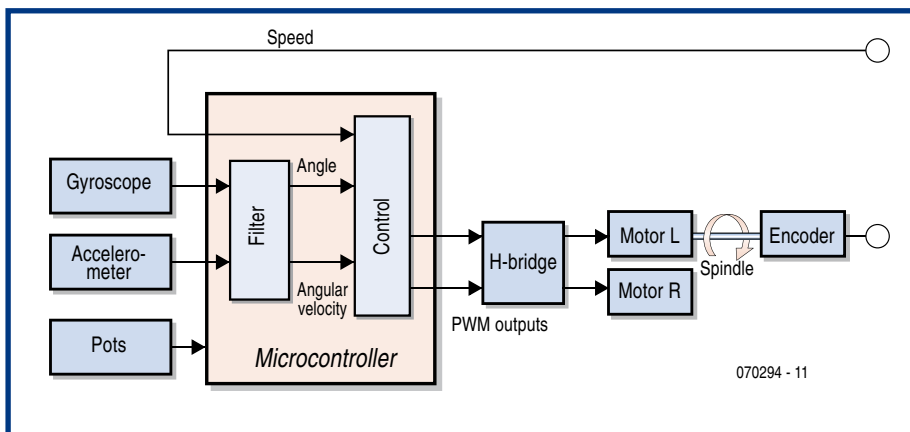 Speed
Gyroscope
Accelero-
meter
Pots
Filter
Angle
Angular
velocity
Control
Microcontroller
PWM outputs
H-bridge
Motor L
Motor R
Spindle
Encoder
070294 - 11